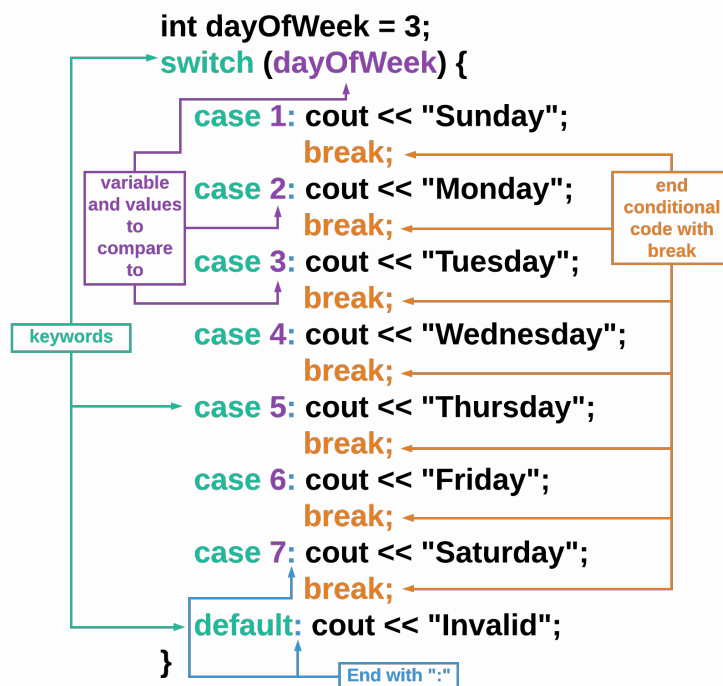 int dayOfWeek = 3;
switch (dayOfWeek) {
case 1: cout << "Sunday";
break;
case 2: cout << "Monday";
break;
case 3: cout << "Tuesday";
break;
case 4: cout << "Wednesday";
break;
case 5: cout << "Thursday";
break;
case 6: cout << "Friday";
break;
case 7: cout << "Saturday";
break;
default: cout << "Invalid";
}
variable
and values
to
compare
to
keywords
end
conditional
code with
break
End with ":"